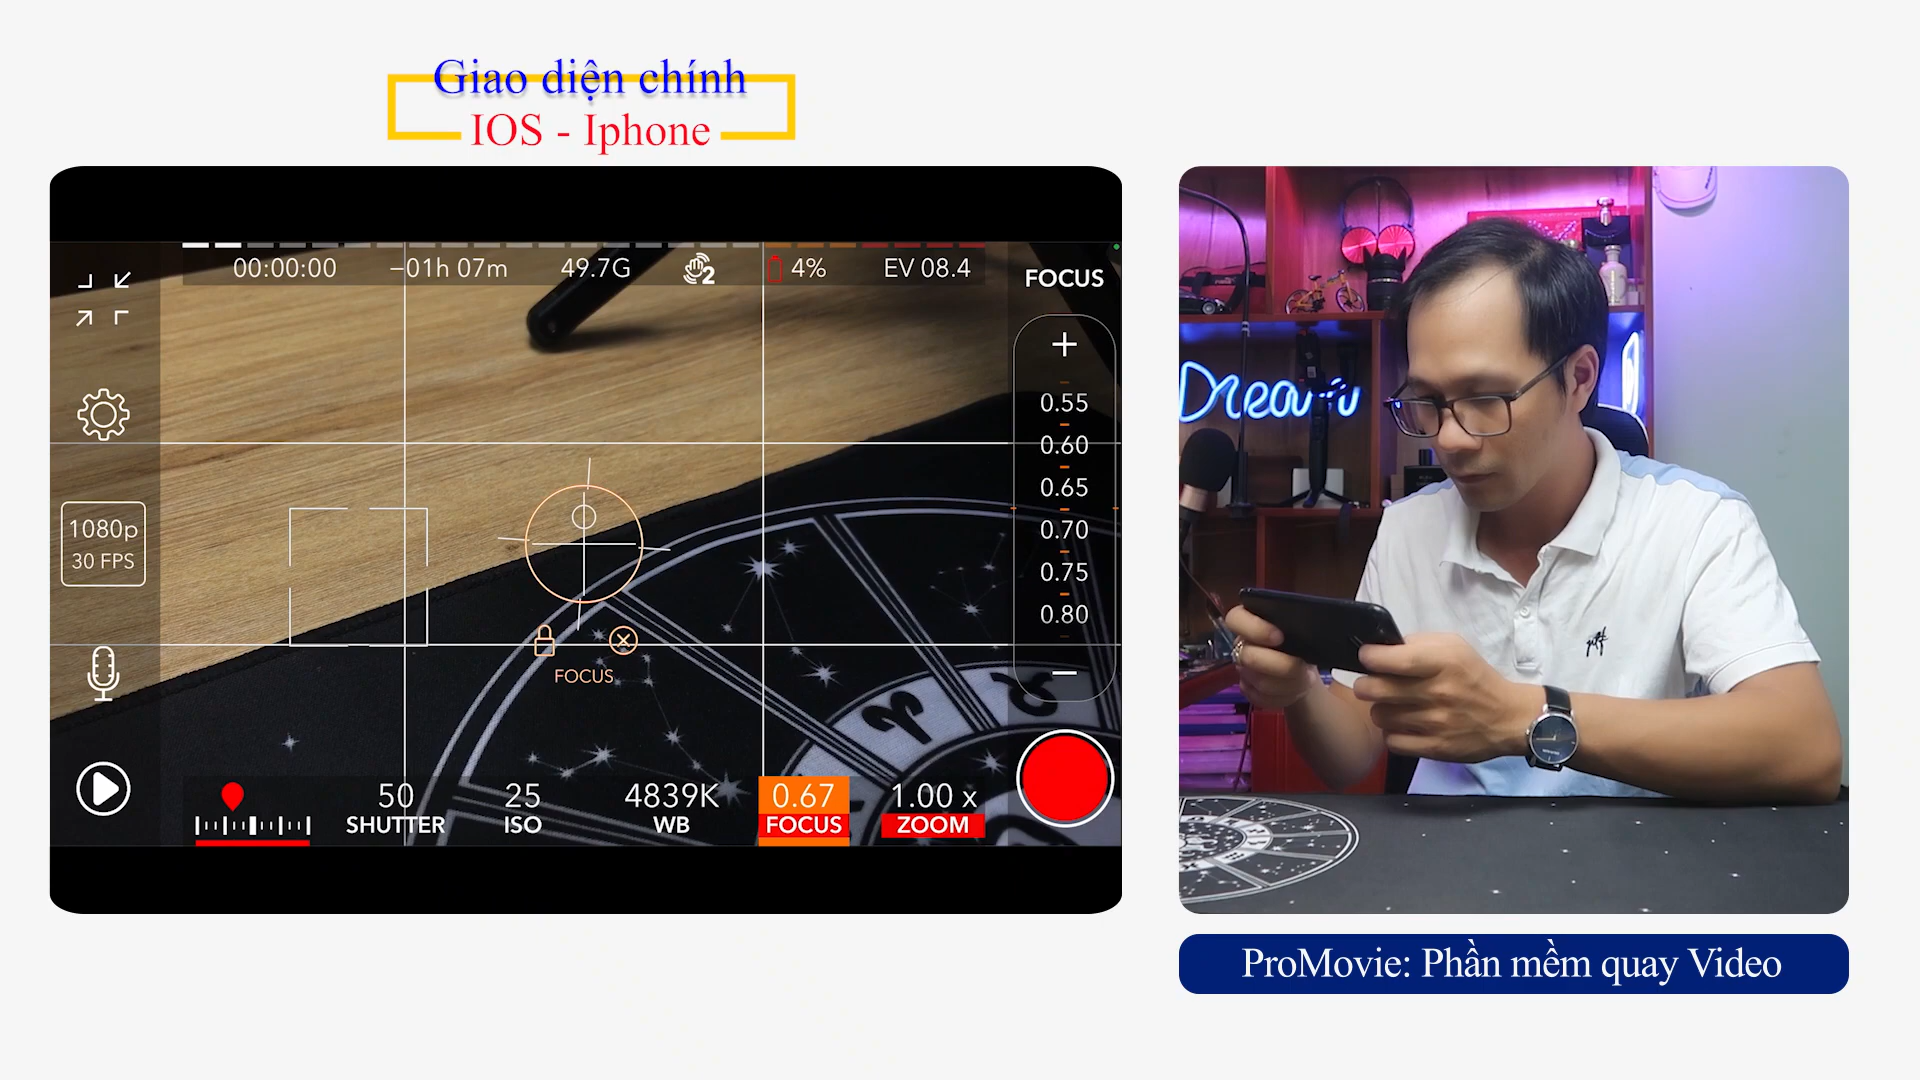 Giao diện chính
IOS - Iphone
00:00:00
−01h 07m
49.7G
2
4%
EV 08.4
FOCUS
+
0.55
0.60
0.65
0.70
0.75
0.80
−
1080p
30 FPS
FOCUS
50
SHUTTER
25
ISO
4839K
WB
0.67
FOCUS
1.00 x
ZOOM
Dream
ProMovie: Phần mềm quay Video